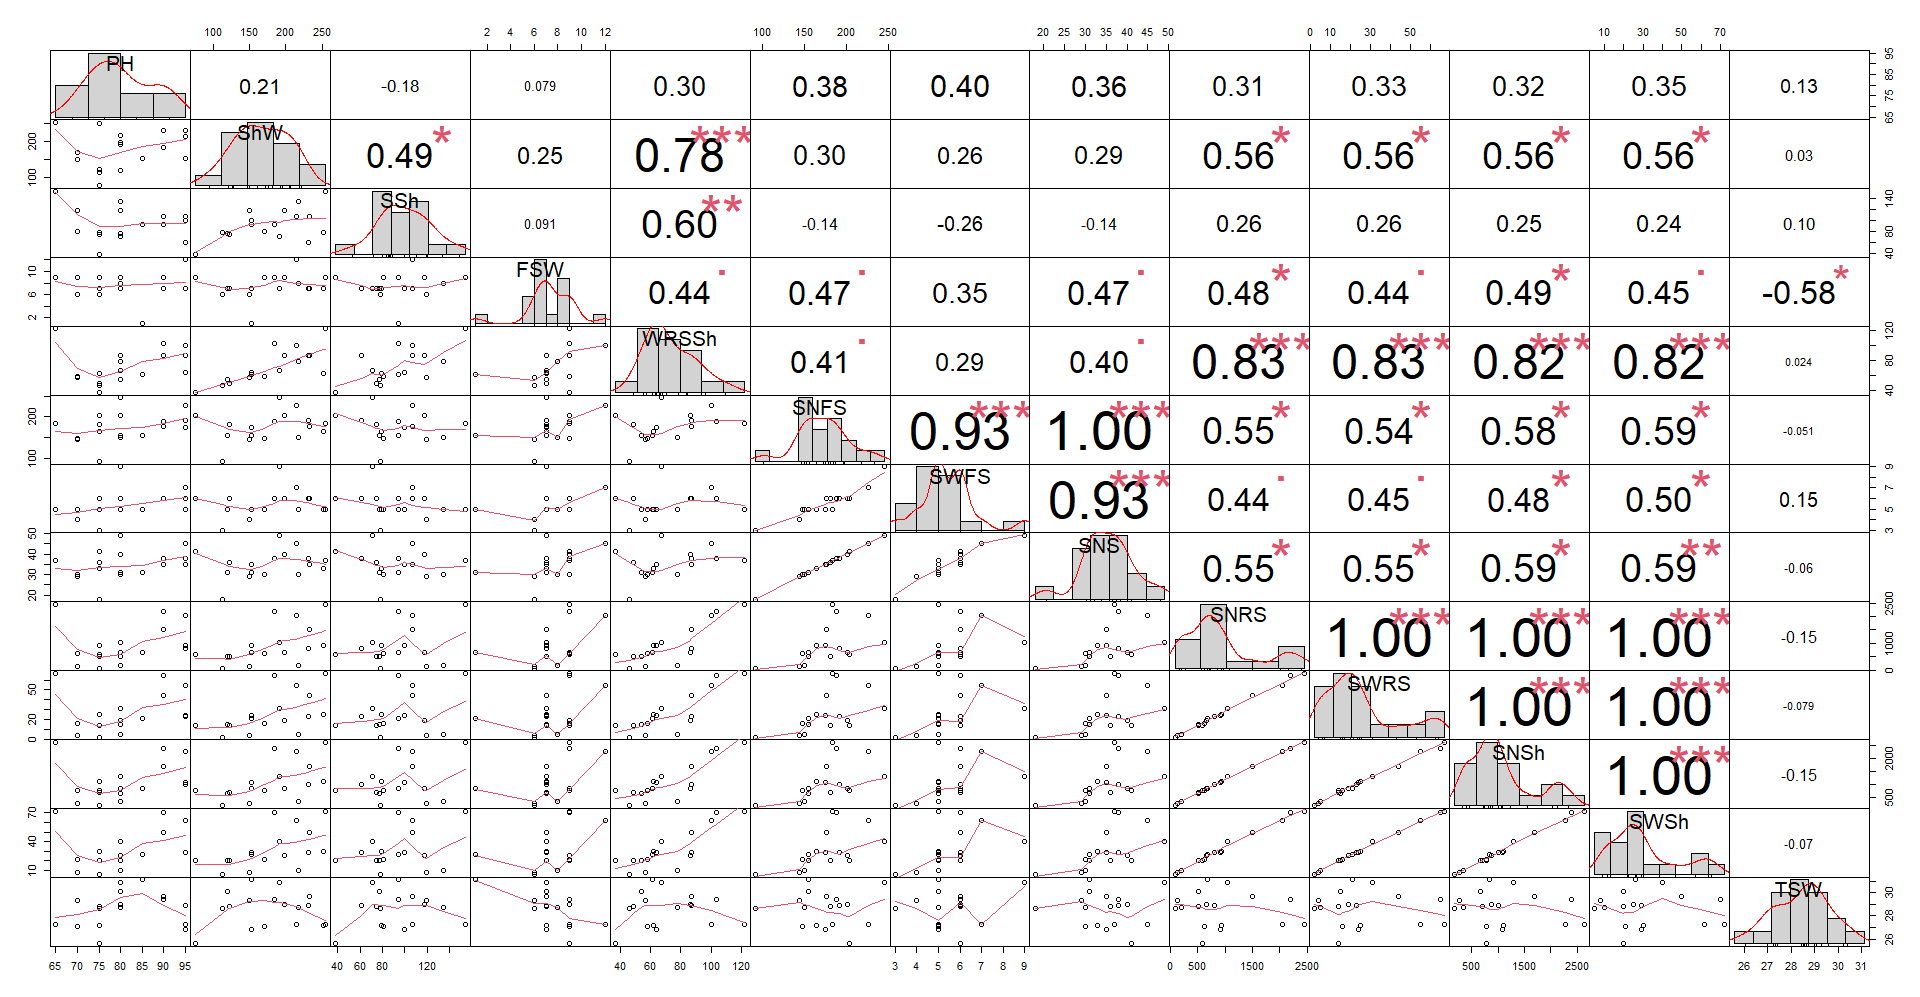 100 150 200 250 2 4 6 8 10 12 100 150 200 250 20 25 30 35 40 45 50 0 10 30 50 10 30 50 70
PH 0.21 -0.18 0.079 0.30 0.38 0.40 0.36 0.31 0.33 0.32 0.35 0.13 65 75 85 95
100 200 ShW 0.49* 0.25 0.78*** 0.30 0.26 0.29 0.56* 0.56* 0.56* 0.56* 0.03
SSh 0.091 0.60** -0.14 -0.26 -0.14 0.26 0.26 0.25 0.24 0.10 40 80 140
2 6 10 FSW 0.44. 0.47. 0.35 0.47. 0.48* 0.44. 0.49* 0.45. -0.58*
WRSSh 0.41. 0.29 0.40. 0.83*** 0.83*** 0.82*** 0.82*** 0.024 40 80 120
100 200 SNFS 0.93*** 1.00*** 0.55* 0.54* 0.58* 0.59* -0.051
SWFS 0.93*** 0.44. 0.45. 0.48* 0.50* 0.15 3 5 7 9
20 30 40 50 SNS 0.55* 0.55* 0.59* 0.59** -0.06
SNRS 1.00*** 1.00*** 1.00*** -0.15 0 1000 2500
0 20 50 SWRS 1.00*** 1.00*** -0.079
SNSh 1.00*** -0.15 500 2000
10 40 70 SWSh -0.07
TSW 26 28 30
65 70 75 80 85 90 95 40 60 80 120 40 60 80 100 120 3 4 5 6 7 8 9 0 500 1500 2500 500 1500 2500 26 27 28 29 30 31